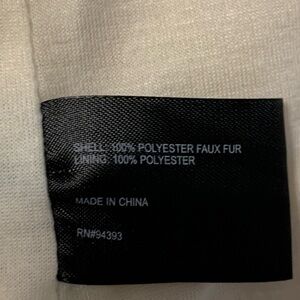 SHELL: 100% POLYESTER FAUX FUR
LINING: 100% POLYESTER
MADE IN CHINA
RN#94393